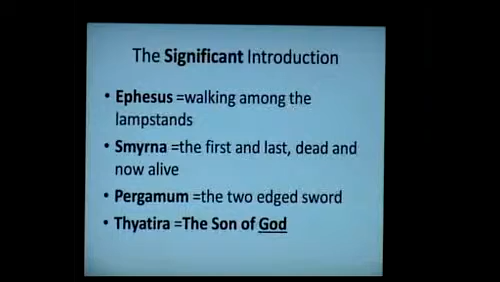 The Significant Introduction
• Ephesus =walking among the
lampstands
• Smyrna =the first and last, dead and
now alive
• Pergamum =the two edged sword
• Thyatira =The Son of God